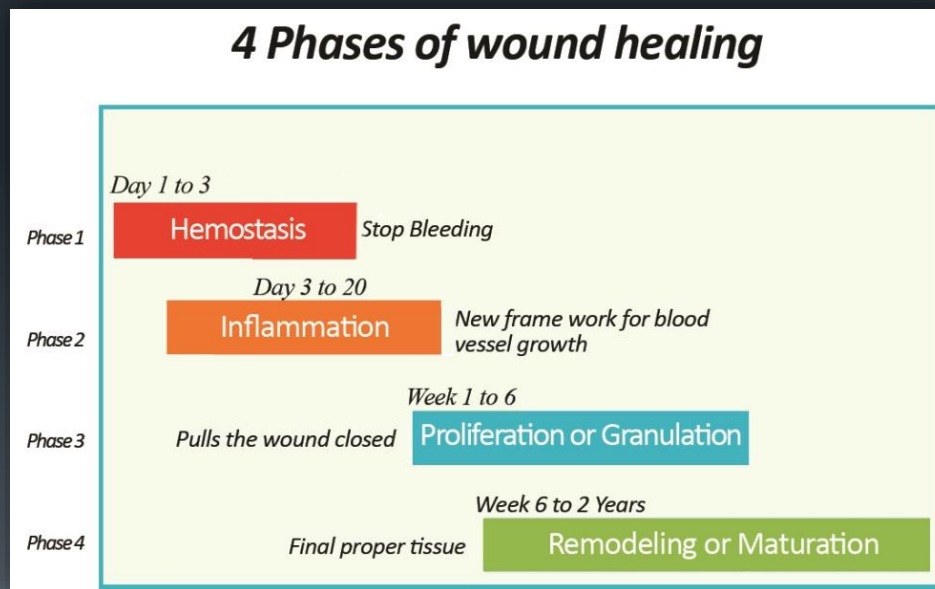 4 Phases of wound healing
Day 1 to 3
Phase 1
Hemostasis
Stop Bleeding
Day 3 to 20
Phase 2
Inflammation
New frame work for blood
vessel growth
Week 1 to 6
Phase 3
Pulls the wound closed
Proliferation or Granulation
Week 6 to 2 Years
Phase 4
Final proper tissue
Remodeling or Maturation